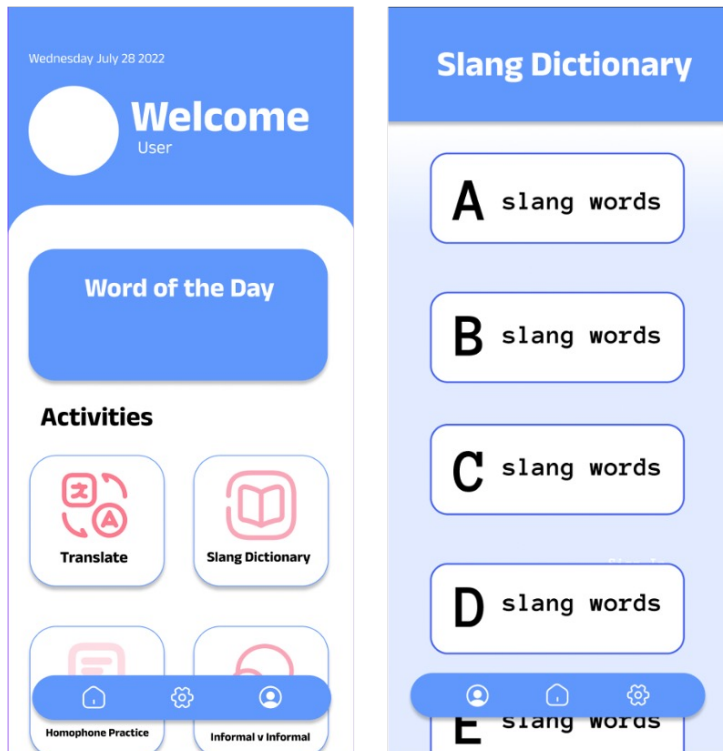 Wednesday July 28 2022
Welcome
User
Word of the Day
Activities
Translate
Slang Dictionary
Homophone Practice
Informal v Informal
Slang Dictionary
A slang words
B slang words
C slang words
D slang words
E slang words